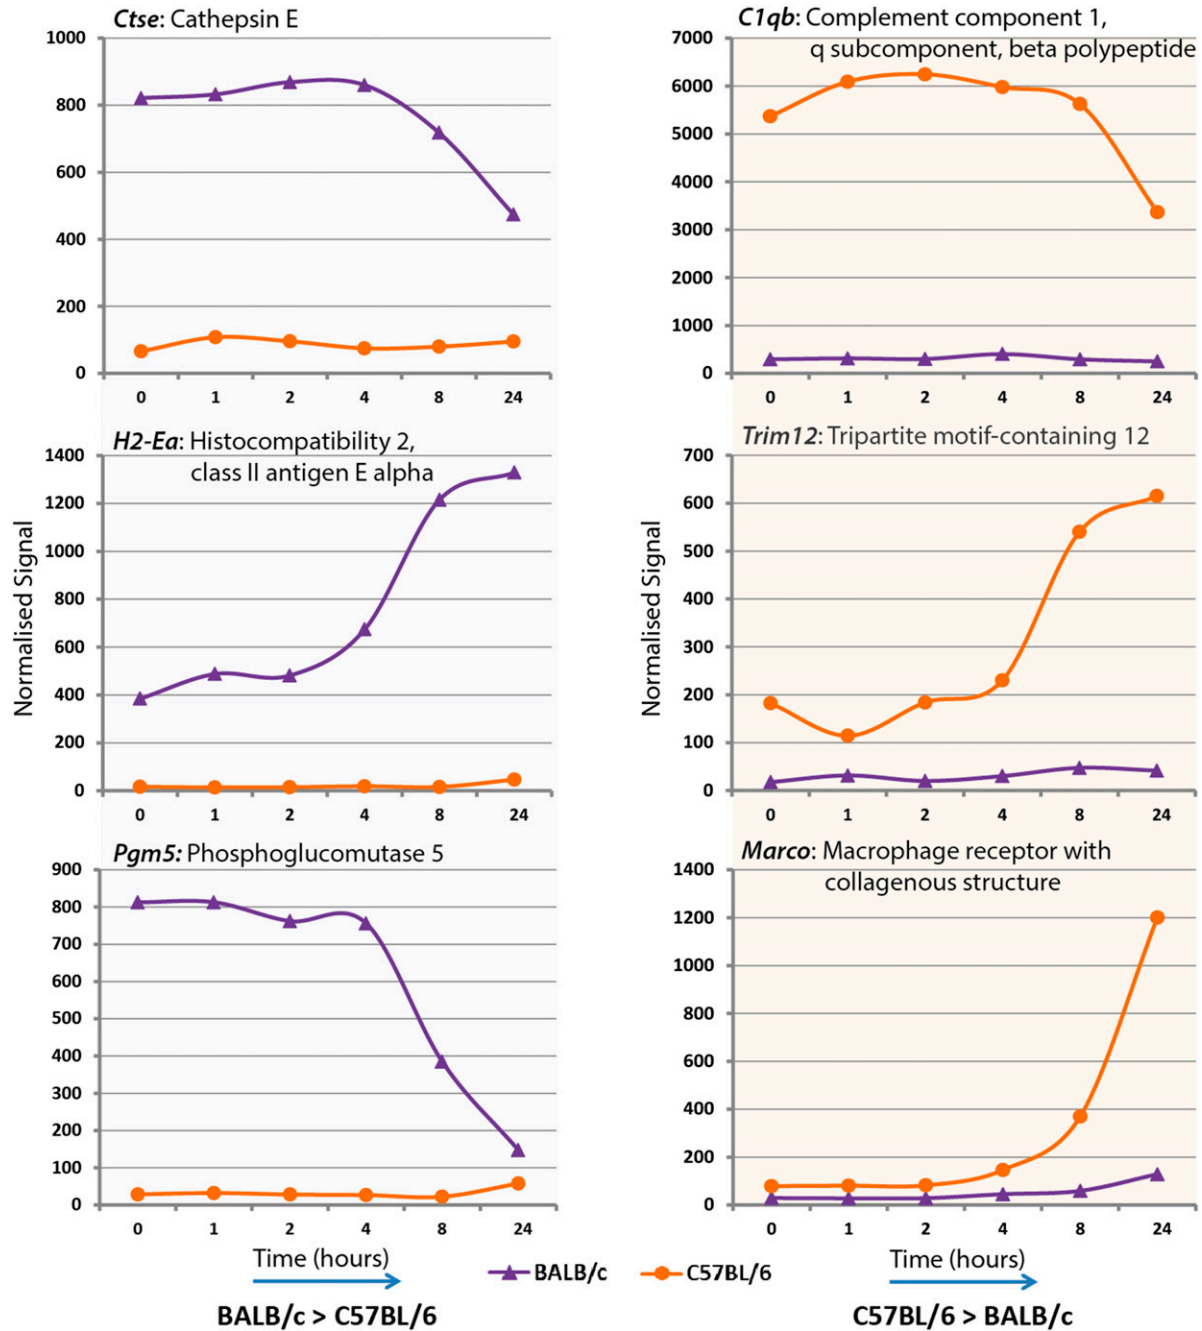 Ctse: Cathepsin E
1000
800
600
400
200
0
0 1 2 4 8 24
C1qb: Complement component 1,
q subcomponent, beta polypeptide
7000
6000
5000
4000
3000
2000
1000
0
0 1 2 4 8 24
H2-Ea: Histocompatibility 2,
class II antigen E alpha
1400
1200
1000
800
600
400
200
0
Normalised Signal
0 1 2 4 8 24
Trim12: Tripartite motif-containing 12
700
600
500
400
300
200
100
0
Normalised Signal
0 1 2 4 8 24
Pgm5: Phosphoglucomutase 5
900
800
700
600
500
400
300
200
100
0
0 1 2 4 8 24
Time (hours)
Marco: Macrophage receptor with
collagenous structure
1400
1200
1000
800
600
400
200
0
0 1 2 4 8 24
Time (hours)
BALB/c C57BL/6
BALB/c > C57BL/6
C57BL/6 > BALB/c